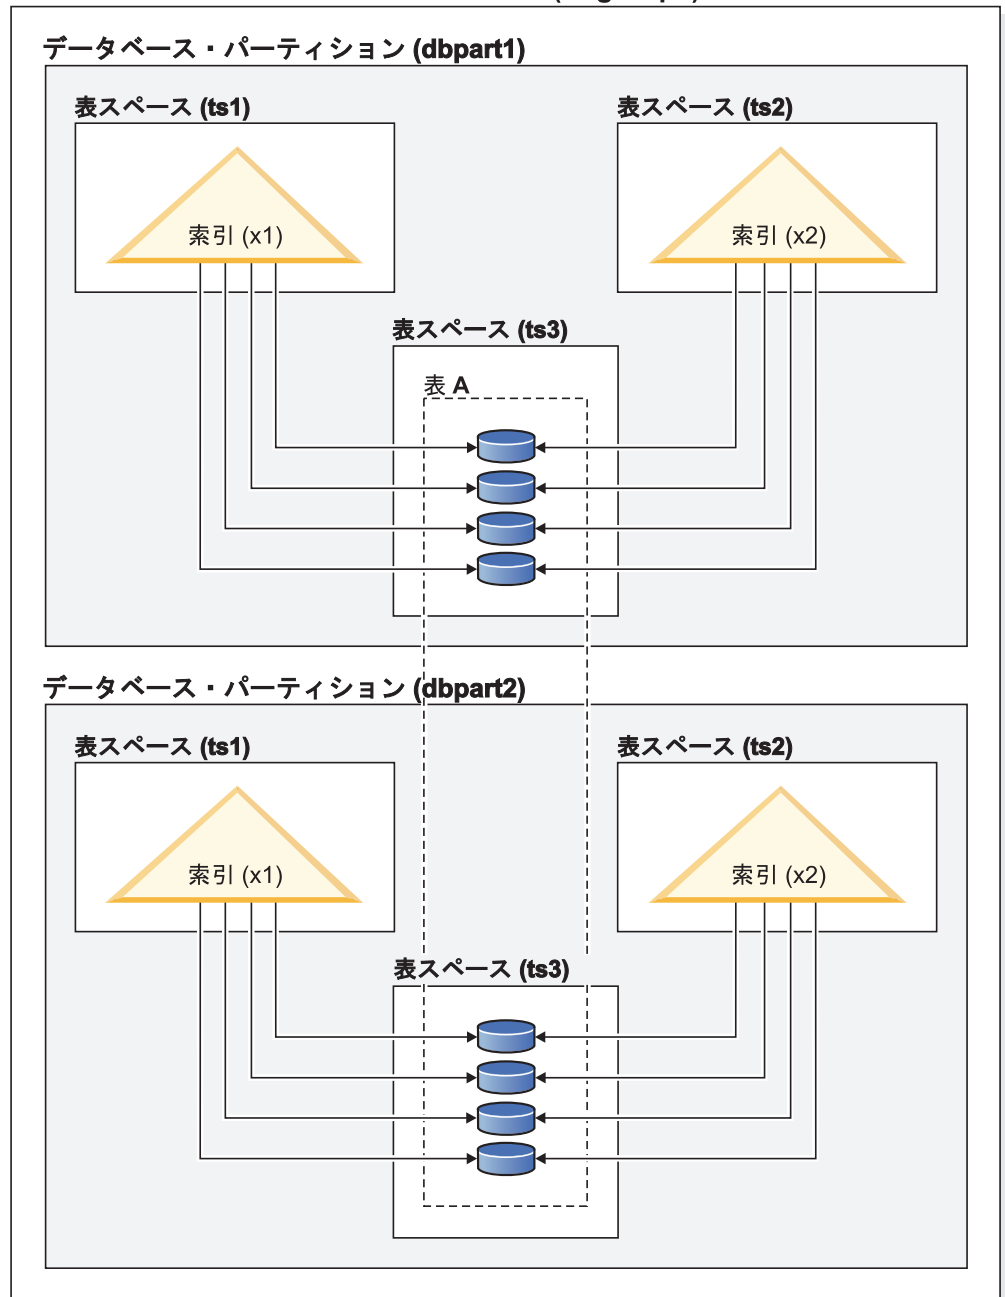 データベース・パーティション (dbpart1)
表スペース (ts1)
表スペース (ts2)
索引 (x1)
索引 (x2)
表スペース (ts3)
表 A
データベース・パーティション (dbpart2)
表スペース (ts1)
表スペース (ts2)
索引 (x1)
索引 (x2)
表スペース (ts3)